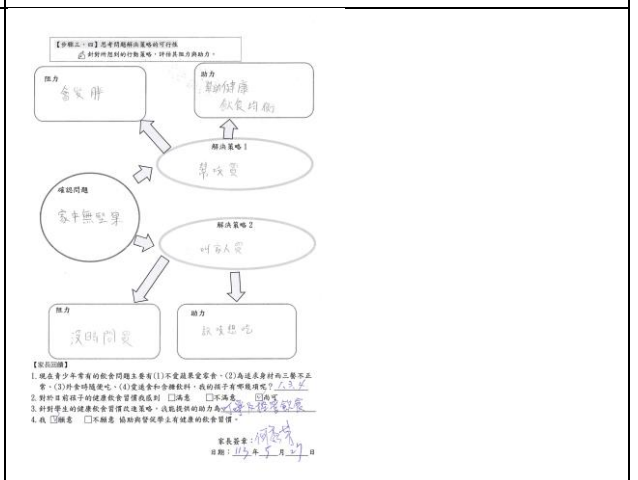 【步驟三、四】思考問題解決策略的可行性
針對所想到的行動策略，評估其阻力與助力。
阻力
會變胖
助力
幫助健康
飲食均衡
解決策略 1
確認問題
家中無堅果
解決策略 2
叫家人買
阻力
沒時間買
助力
【家長回饋】
1. 現在青少年常有的飲食問題主要有(1)不愛蔬果愛零食、(2)為追求身材而三餐不正
常、(3)外食時隨便吃、(4)愛速食和含糖飲料，我的孩子有哪幾項呢？1.3.4
2. 對於目前孩子的健康飲食習慣我感到 □滿意 □不滿意 ☑尚可
3. 針對學生的健康飲食習慣改進策略，我能提供的助力為
4. 我 ☑願意 □不願意 協助與督促學生有健康的飲食習慣。
家長簽章：
日期：113 年 5 月 27 日